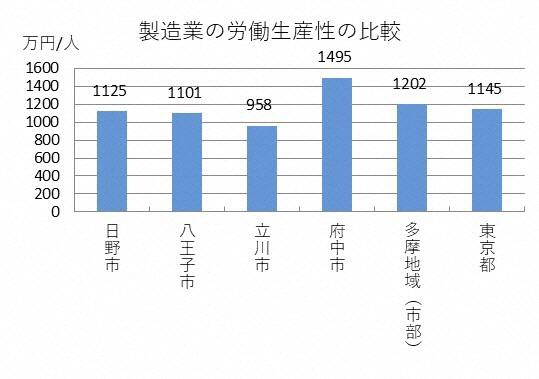 製造業の労働生産性の比較
万円/人
1600
1400
1200
1000
800
600
400
200
0
1125
1101
958
1495
1202
1145
日野市
八王子市
立川市
府中市
多摩地域（市部）
東京都